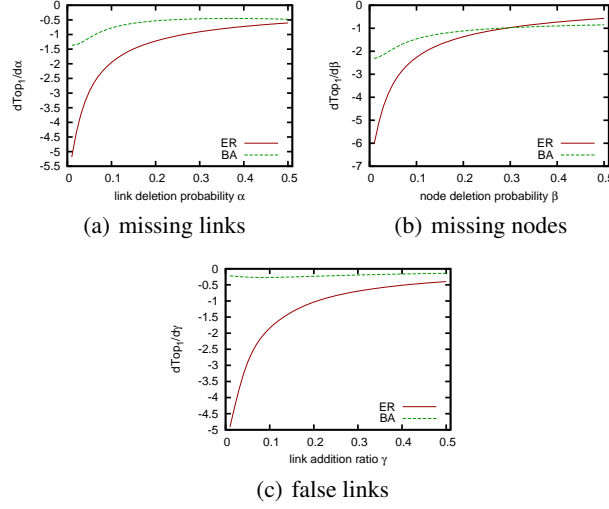 0
-0.5
-1
-1.5
-2
-2.5
-3
-3.5
-4
-4.5
-5
-5.5
0 0.1 0.2 0.3 0.4 0.5
dTop₁/dα
link deletion probability α
ER
BA
(a) missing links
0
-1
-2
-3
-4
-5
-6
-7
0 0.1 0.2 0.3 0.4 0.5
dTop₁/dβ
node deletion probability β
ER
BA
(b) missing nodes
0
-0.5
-1
-1.5
-2
-2.5
-3
-3.5
-4
-4.5
-5
0 0.1 0.2 0.3 0.4 0.5
dTop₁/dγ
link addition ratio γ
ER
BA
(c) false links